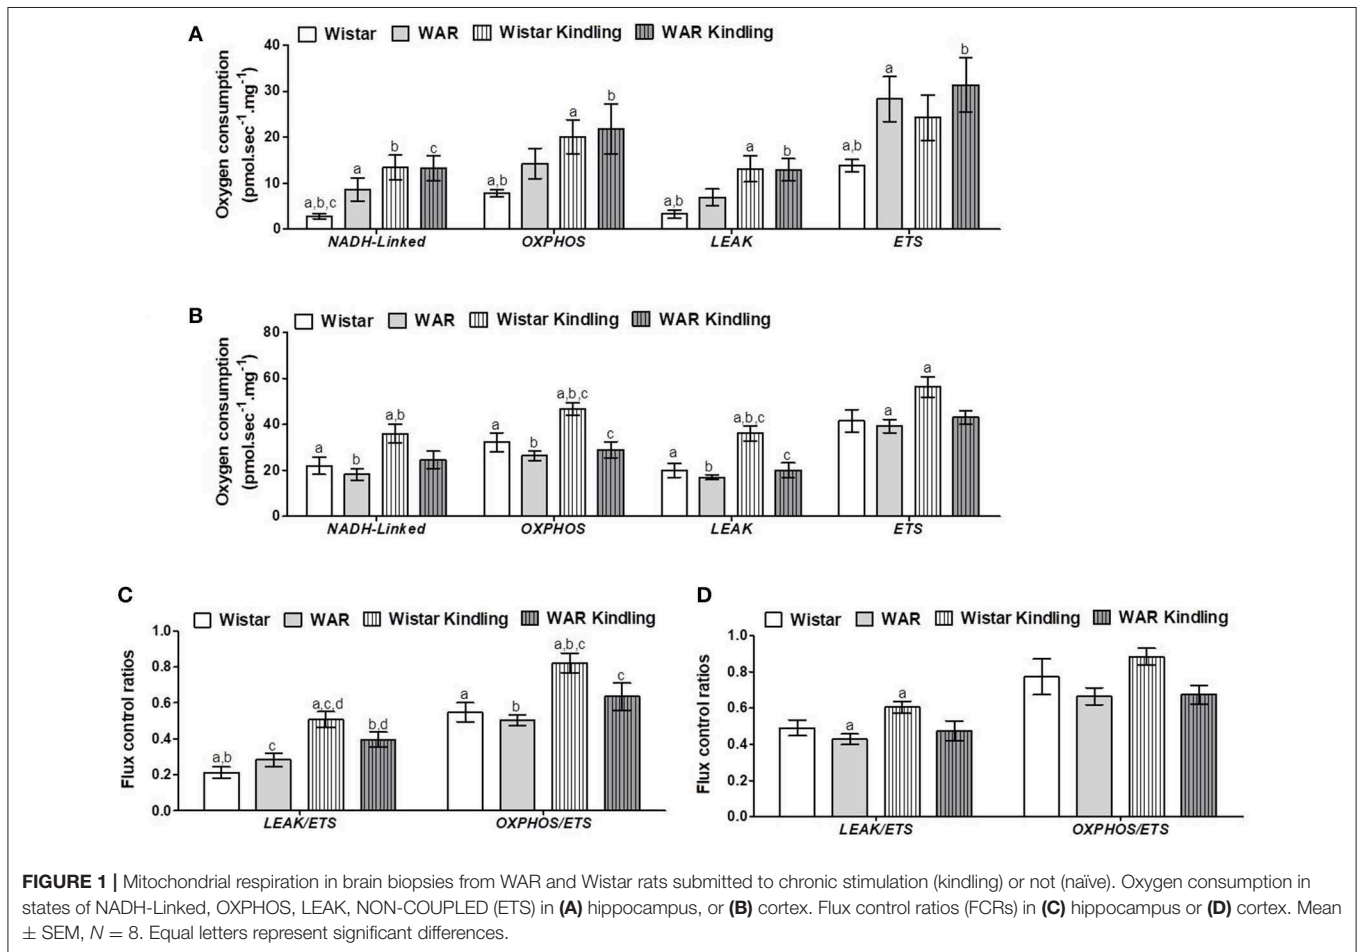 A
Wistar WAR Wistar Kindling WAR Kindling
Oxygen consumption
(pmol.sec⁻¹.mg⁻¹)
40
30
20
10
0
a,b,c a b c
a,b a b
a,b a b
a,b a b
NADH-Linked OXPHOS LEAK ETS
B
Wistar WAR Wistar Kindling WAR Kindling
Oxygen consumption
(pmol.sec⁻¹.mg⁻¹)
80
60
40
20
0
a b a,b
a b a,b,c c
a b a,b,c c
a a
NADH-Linked OXPHOS LEAK ETS
C
Wistar WAR Wistar Kindling WAR Kindling
Flux control ratios
1.0
0.8
0.6
0.4
0.2
0.0
a,b c a,c,d b,d
a b a,b,c c
LEAK/ETS OXPHOS/ETS
D
Wistar WAR Wistar Kindling WAR Kindling
Flux control ratios
1.0
0.8
0.6
0.4
0.2
0.0
a a
LEAK/ETS OXPHOS/ETS
FIGURE 1 | Mitochondrial respiration in brain biopsies from WAR and Wistar rats submitted to chronic stimulation (kindling) or not (naïve). Oxygen consumption in
states of NADH-Linked, OXPHOS, LEAK, NON-COUPLED (ETS) in (A) hippocampus, or (B) cortex. Flux control ratios (FCRs) in (C) hippocampus or (D) cortex. Mean
± SEM, N = 8. Equal letters represent significant differences.